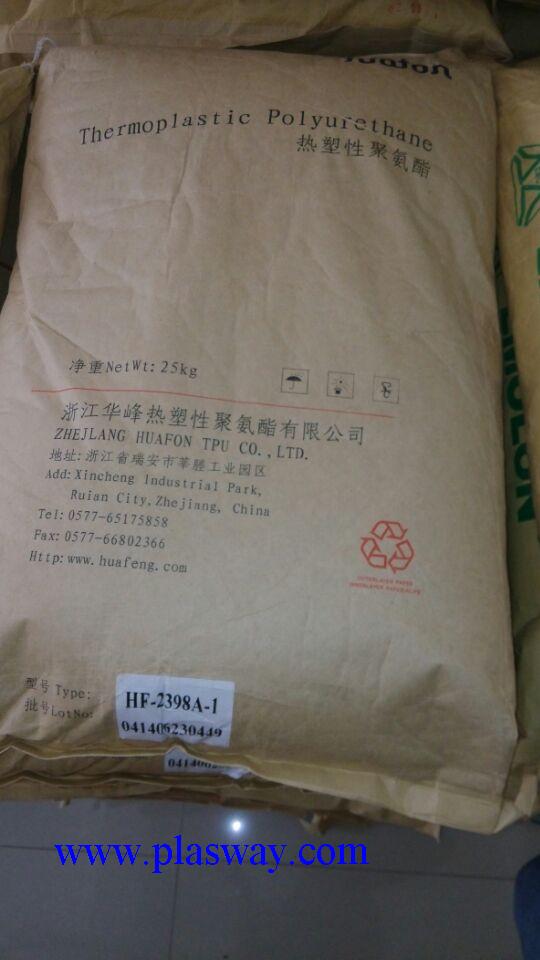 Huafon
Thermoplastic Polyurethane
热塑性聚氨酯
净重NetWt: 25kg
浙江华峰热塑性聚氨酯有限公司
ZHEJLANG HUAFON TPU CO.,LTD.
地址:浙江省瑞安市莘塍工业园区
Add:Xincheng Industrial Park,
Ruian City,Zhejiang, China
Tel:0577-65175858
Fax:0577-66802366
Http:www.huafeng.com
OUTERLAYER PAPER
型号Type:
HF-2398A-1
批号LotNo:
041406230449
www.plasway.com